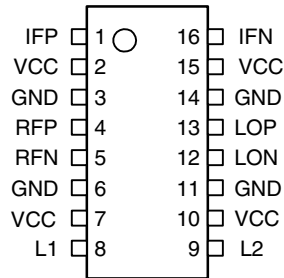 IFP 1 16 IFN
VCC 2 15 VCC
GND 3 14 GND
RFP 4 13 LOP
RFN 5 12 LON
GND 6 11 GND
VCC 7 10 VCC
L1 8 9 L2